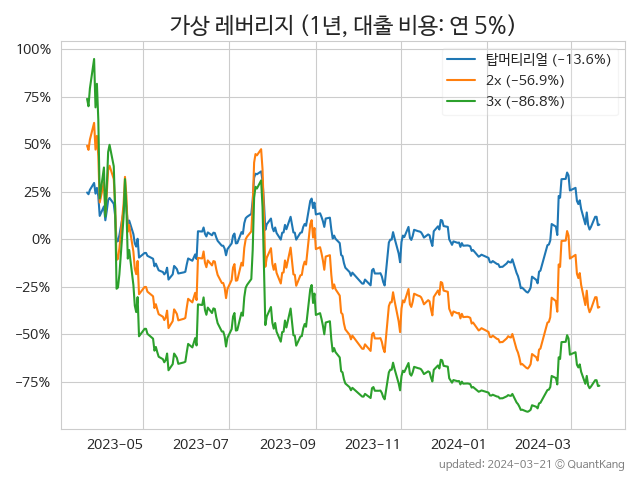 가상 레버리지 (1년, 대출 비용: 연 5%)
탑머티리얼 (−13.6%)
2x (−56.9%)
3x (−86.8%)
100%
75%
50%
25%
0%
−25%
−50%
−75%
2023-05
2023-07
2023-09
2023-11
2024-01
2024-03
updated: 2024-03-21 © QuantKang